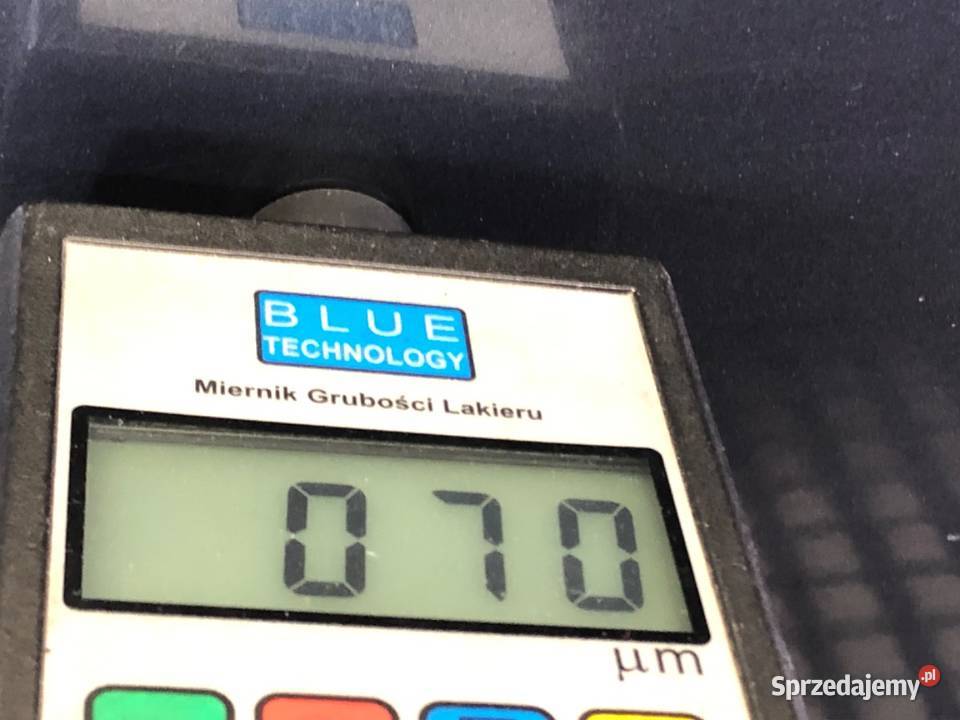 BLUE
TECHNOLOGY
Miernik Grubości Lakieru
070
µm
Sprzedajemy.pl